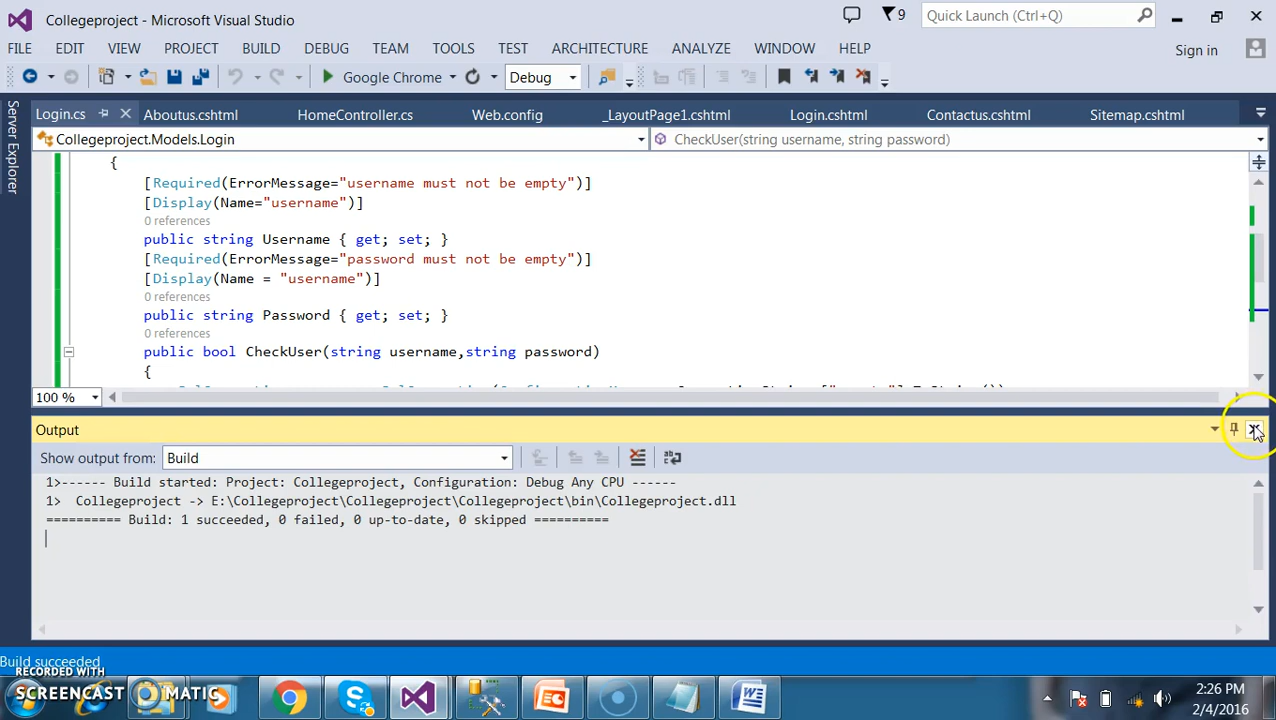 Collegeproject - Microsoft Visual Studio
9
Quick Launch (Ctrl+Q)
FILE EDIT VIEW PROJECT BUILD DEBUG TEAM TOOLS TEST ARCHITECTURE ANALYZE WINDOW HELP
Sign in
Google Chrome
Debug
Server Explorer
Login.cs Aboutus.cshtml HomeController.cs Web.config _LayoutPage1.cshtml Login.cshtml Contactus.cshtml Sitemap.cshtml
Collegeproject.Models.Login CheckUser(string username, string password)
{
[Required(ErrorMessage="username must not be empty")]
[Display(Name="username")]
0 references
public string Username { get; set; }
[Required(ErrorMessage="password must not be empty")]
[Display(Name = "username")]
0 references
public string Password { get; set; }
0 references
public bool CheckUser(string username,string password)
{
100 %
Output
Show output from: Build
1>------ Build started: Project: Collegeproject, Configuration: Debug Any CPU ------
1> Collegeproject -> E:\Collegeproject\Collegeproject\Collegeproject\bin\Collegeproject.dll
========== Build: 1 succeeded, 0 failed, 0 up-to-date, 0 skipped ==========
Build succeeded
RECORDED WITH
SCREENCAST MATIC
2:26 PM
2/4/2016